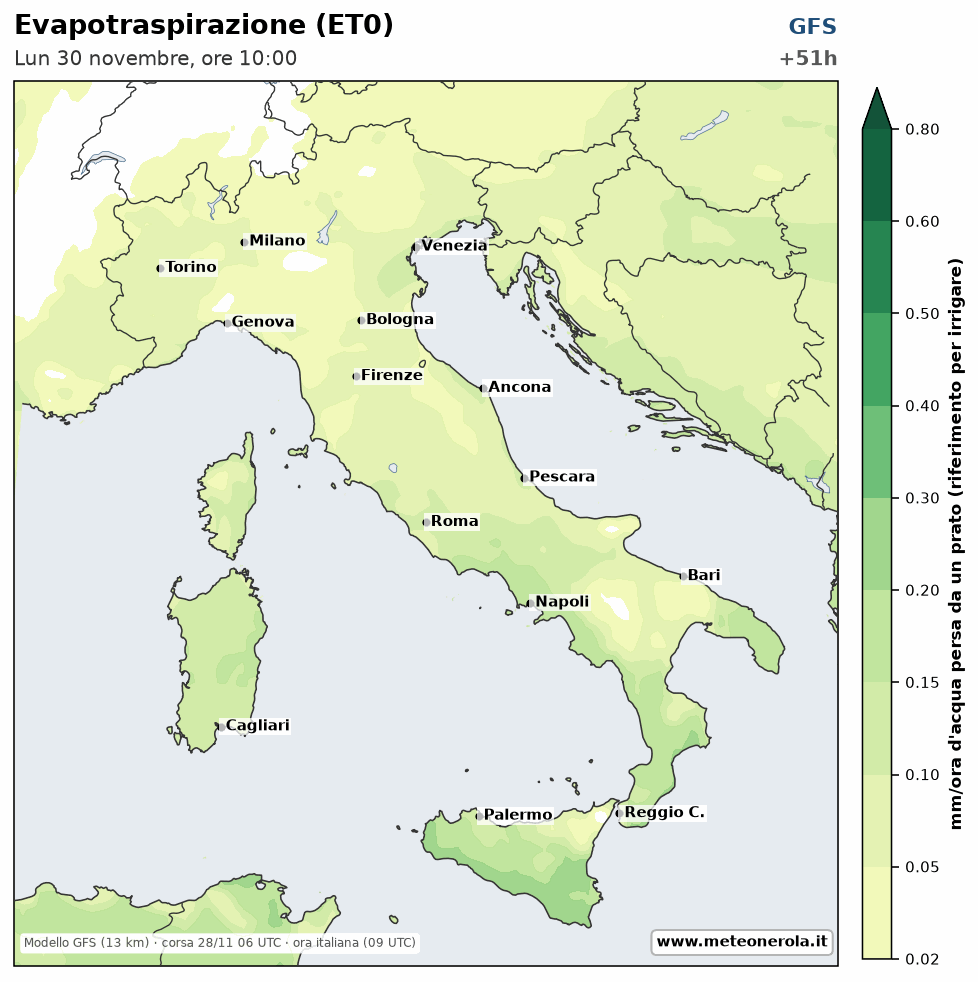 Evapotraspirazione (ET0)
GFS
Lun 30 novembre, ore 10:00
+51h
0.80
0.60
0.50
0.40
0.30
0.20
0.15
0.10
0.05
0.02
mm/ora d'acqua persa da un prato (riferimento per irrigare)
Milano
Venezia
Torino
Genova
Bologna
Firenze
Ancona
Pescara
Roma
Bari
Napoli
Cagliari
Palermo
Reggio C.
Modello GFS (13 km) · corsa 28/11 06 UTC · ora italiana (09 UTC)
www.meteonerola.it